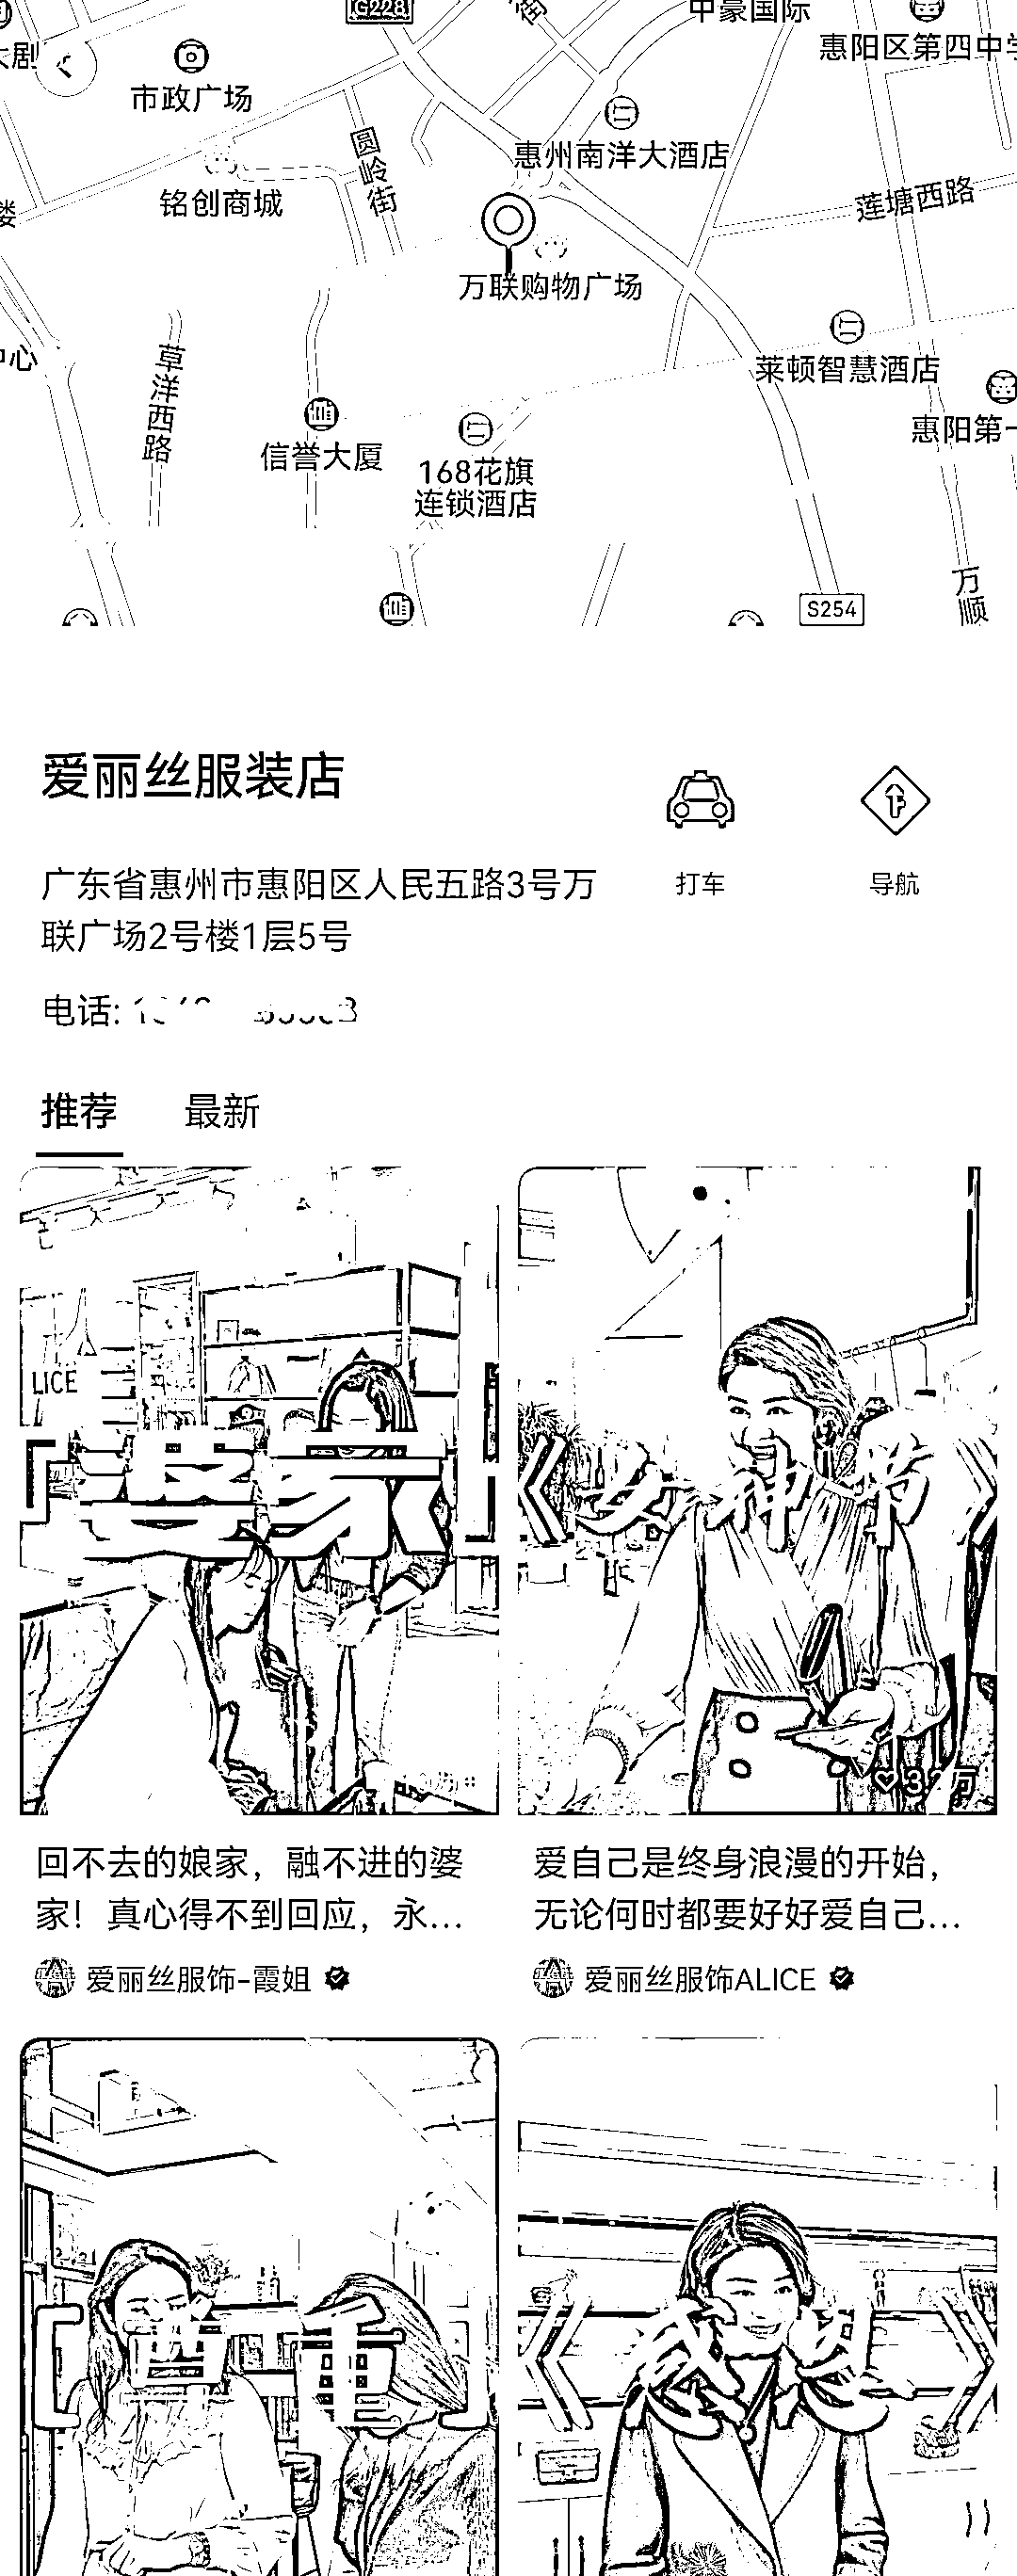 G228
街
中豪国际
惠阳区第四中学
大剧
市政广场
圆岭街
惠州南洋大酒店
铭创商城
莲塘西路
楼
万联购物广场
中心
草洋西路
莱顿智慧酒店
惠阳第一
信誉大厦
168花旗
连锁酒店
万顺
S254
爱丽丝服装店
打车
导航
广东省惠州市惠阳区人民五路3号万
联广场2号楼1层5号
电话:
推荐 最新
LICE
「婆家」
《女神节》
回不去的娘家，融不进的婆
家！真心得不到回应，永...
爱丽丝服饰-霞姐
爱自己是终身浪漫的开始，
无论何时都要好好爱自己...
爱丽丝服饰ALICE